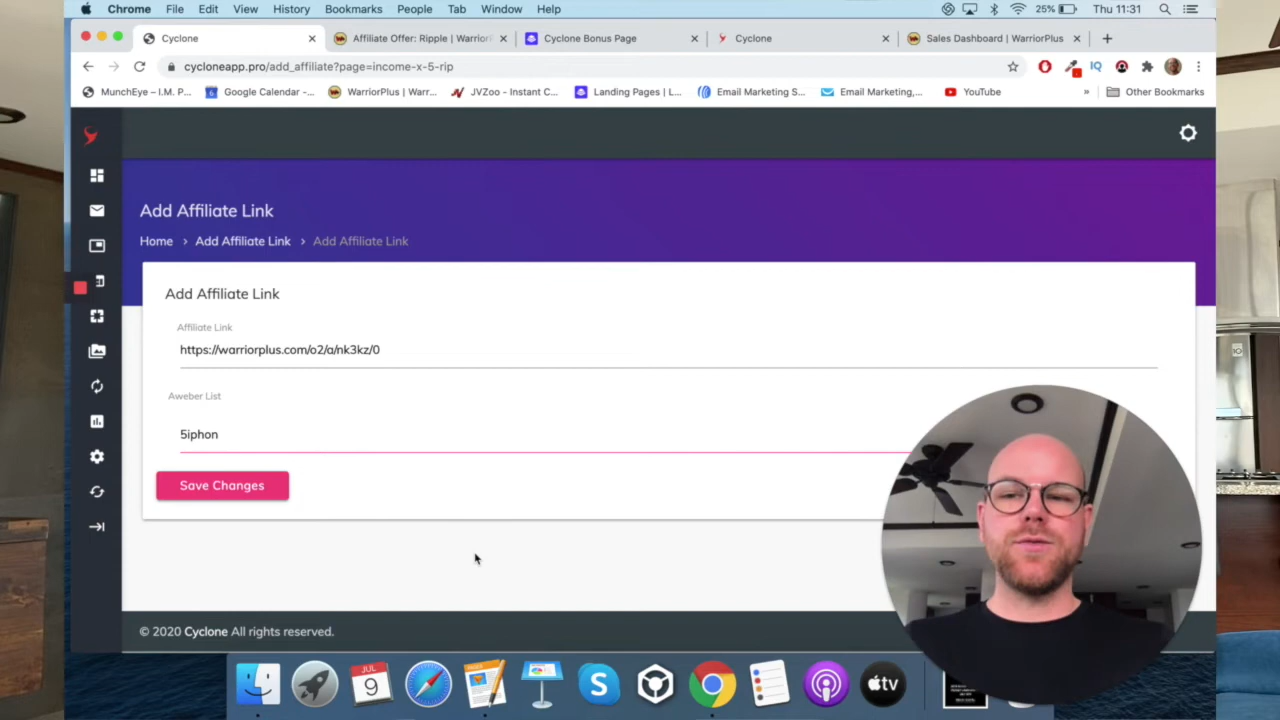 Chrome File Edit View History Bookmarks People Tab Window Help 25% Thu 11:31
Cyclone Affiliate Offer: Ripple | Warrior Cyclone Bonus Page Cyclone Sales Dashboard | WarriorPlus
cycloneapp.pro/add_affiliate?page=income-x-5-rip
MunchEye – I.M. P... Google Calendar -... WarriorPlus | Warr... JVZoo - Instant C... Landing Pages | L... Email Marketing S... Email Marketing,... YouTube » Other Bookmarks
IQ
Add Affiliate Link
Home › Add Affiliate Link › Add Affiliate Link
Add Affiliate Link
Affiliate Link
https://warriorplus.com/o2/a/nk3kz/0
Aweber List
5iphon
Save Changes
© 2020 Cyclone All rights reserved.
JUL
9
tv